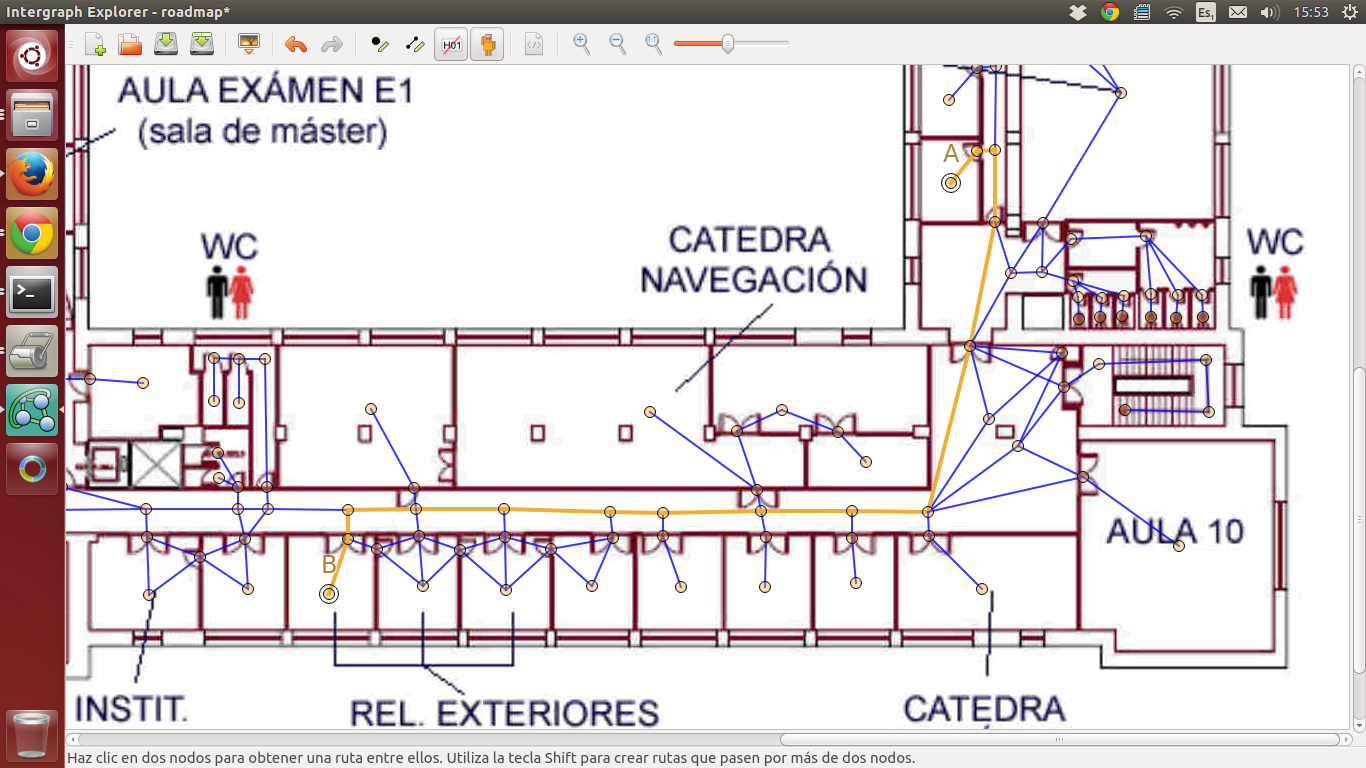 Intergraph Explorer - roadmap*
Es1
15:53
H01
AULA EXÁMEN E1
(sala de máster)
A
WC
CATEDRA
NAVEGACIÓN
WC
AULA 10
B
INSTIT.
REL. EXTERIORES
CATEDRA
Haz clic en dos nodos para obtener una ruta entre ellos. Utiliza la tecla Shift para crear rutas que pasen por más de dos nodos.